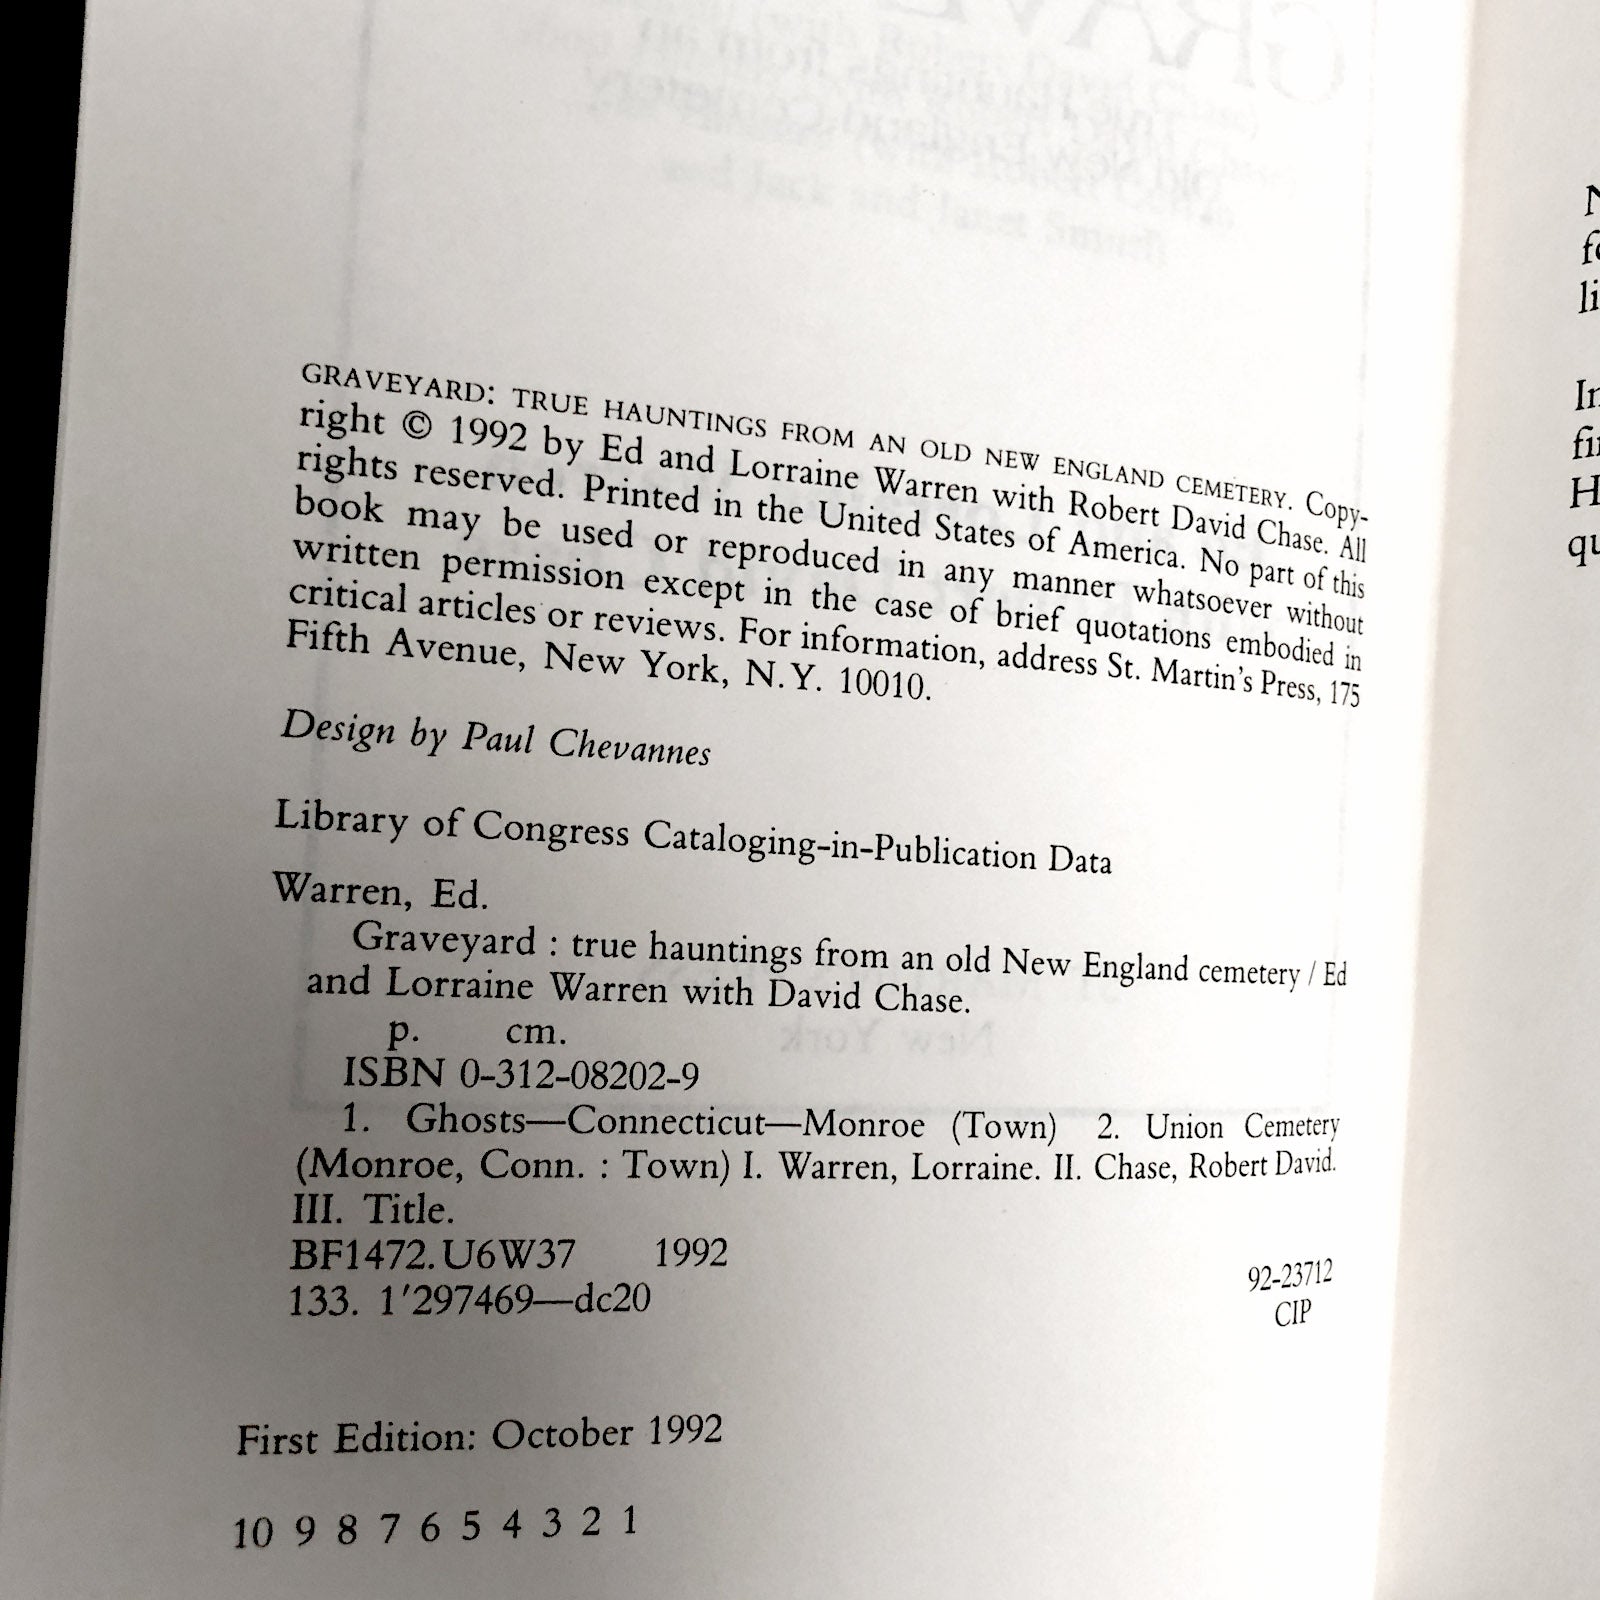 GRAVEYARD: TRUE HAUNTINGS FROM AN OLD NEW ENGLAND CEMETERY. Copy-
right © 1992 by Ed and Lorraine Warren with Robert David Chase. All
rights reserved. Printed in the United States of America. No part of this
book may be used or reproduced in any manner whatsoever without
written permission except in the case of brief quotations embodied in
critical articles or reviews. For information, address St. Martin's Press, 175
Fifth Avenue, New York, N.Y. 10010.
Design by Paul Chevannes
Library of Congress Cataloging-in-Publication Data
Warren, Ed.
Graveyard : true hauntings from an old New England cemetery / Ed
and Lorraine Warren with David Chase.
p. cm.
ISBN 0-312-08202-9
1. Ghosts—Connecticut—Monroe (Town) 2. Union Cemetery
(Monroe, Conn. : Town) I. Warren, Lorraine. II. Chase, Robert David.
III. Title.
BF1472.U6W37 1992
133. 1'297469—dc20
92-23712
CIP
First Edition: October 1992
10 9 8 7 6 5 4 3 2 1